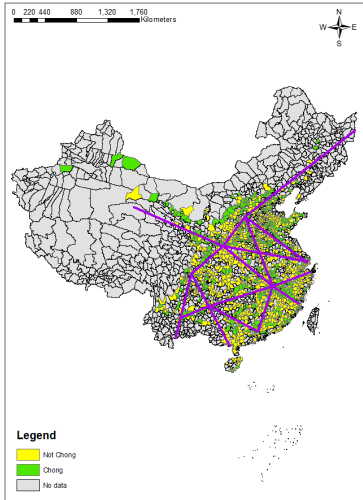 0 220 440 880 1,320 1,760
Kilometers
N
W E
S
Legend
Not Chong
Chong
No data